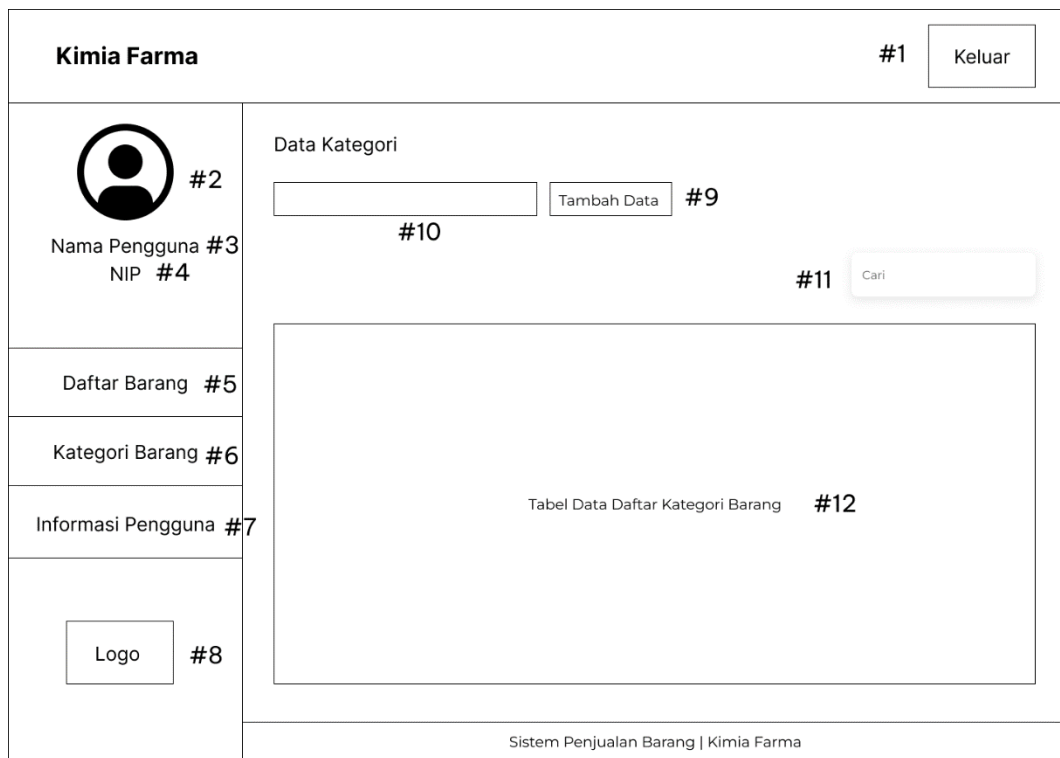 Kimia Farma
#1
Keluar
#2
Nama Pengguna #3
NIP #4
Daftar Barang #5
Kategori Barang #6
Informasi Pengguna #7
Logo #8
Data Kategori
Tambah Data #9
#10
#11 Cari
Tabel Data Daftar Kategori Barang #12
Sistem Penjualan Barang | Kimia Farma